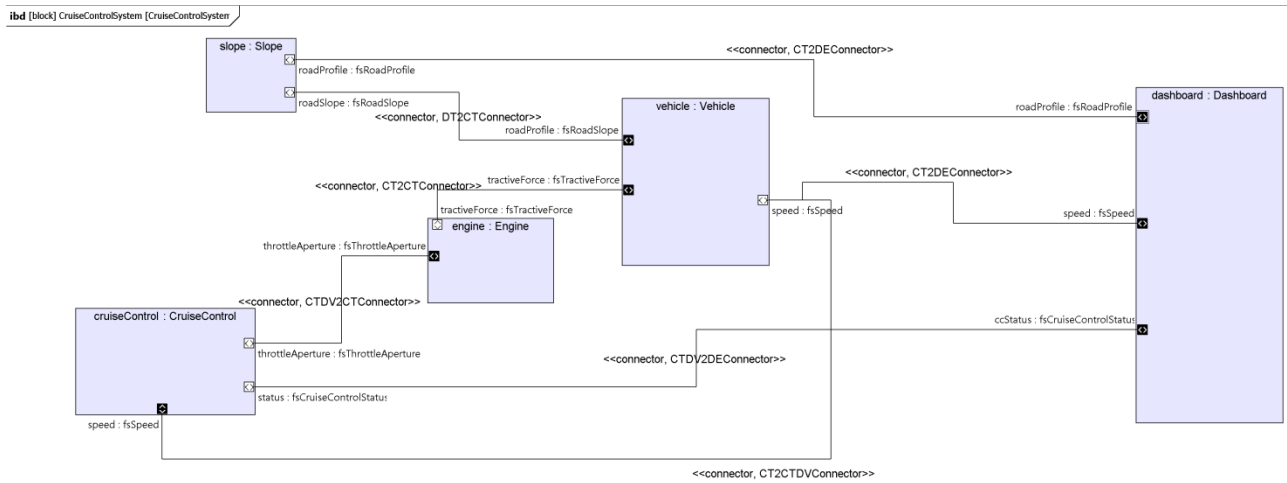 ibd [block] CruiseControlSystem [CruiseControlSystem
slope : Slope
<<connector, CT2DEConnector>>
roadProfile : fsRoadProfile
roadSlope : fsRoadSlope
<<connector, DT2CTConnector>>
vehicle : Vehicle
roadProfile : fsRoadSlope
dashboard : Dashboard
roadProfile : fsRoadProfile
tractiveForce : fsTractiveForce
<<connector, CT2CTConnector>>
<<connector, CT2DEConnector>>
tractiveForce : fsTractiveForce
speed : fsSpeed
speed : fsSpeed
engine : Engine
throttleAperture : fsThrottleAperture
<<connector, CTDV2CTConnector>>
cruiseControl : CruiseControl
ccStatus : fsCruiseControlStatus
throttleAperture : fsThrottleAperture
<<connector, CTDV2DEConnector>>
status : fsCruiseControlStatus
speed : fsSpeed
<<connector, CT2CTDVConnector>>